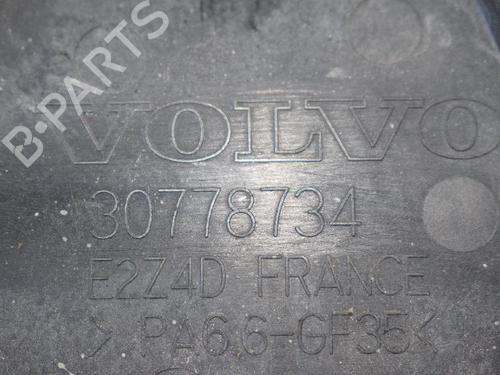 B-PARTS
VOLVO
30778734
E2Z4D FRANCE
>PA6.6-GF35<